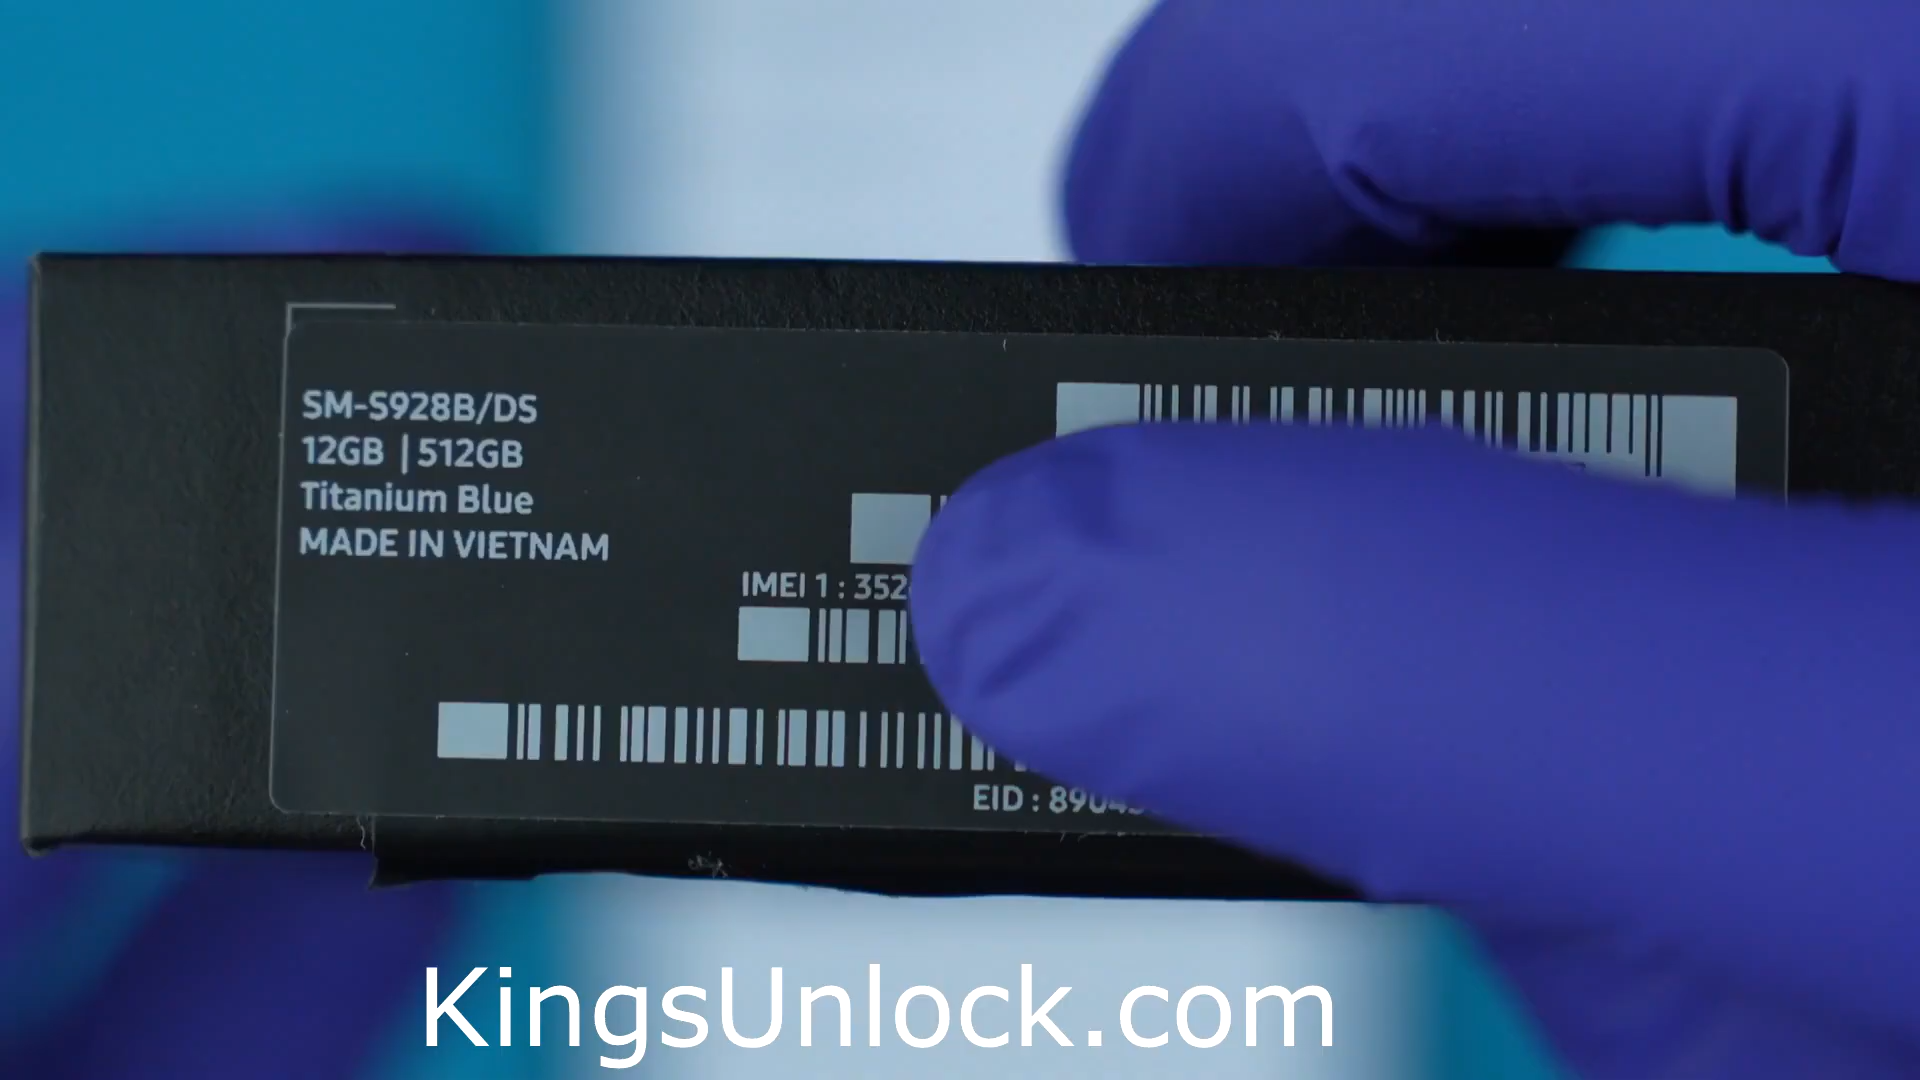 SM-S928B/DS
12GB | 512GB
Titanium Blue
MADE IN VIETNAM
IMEI 1 : 352
EID : 8904
KingsUnlock.com